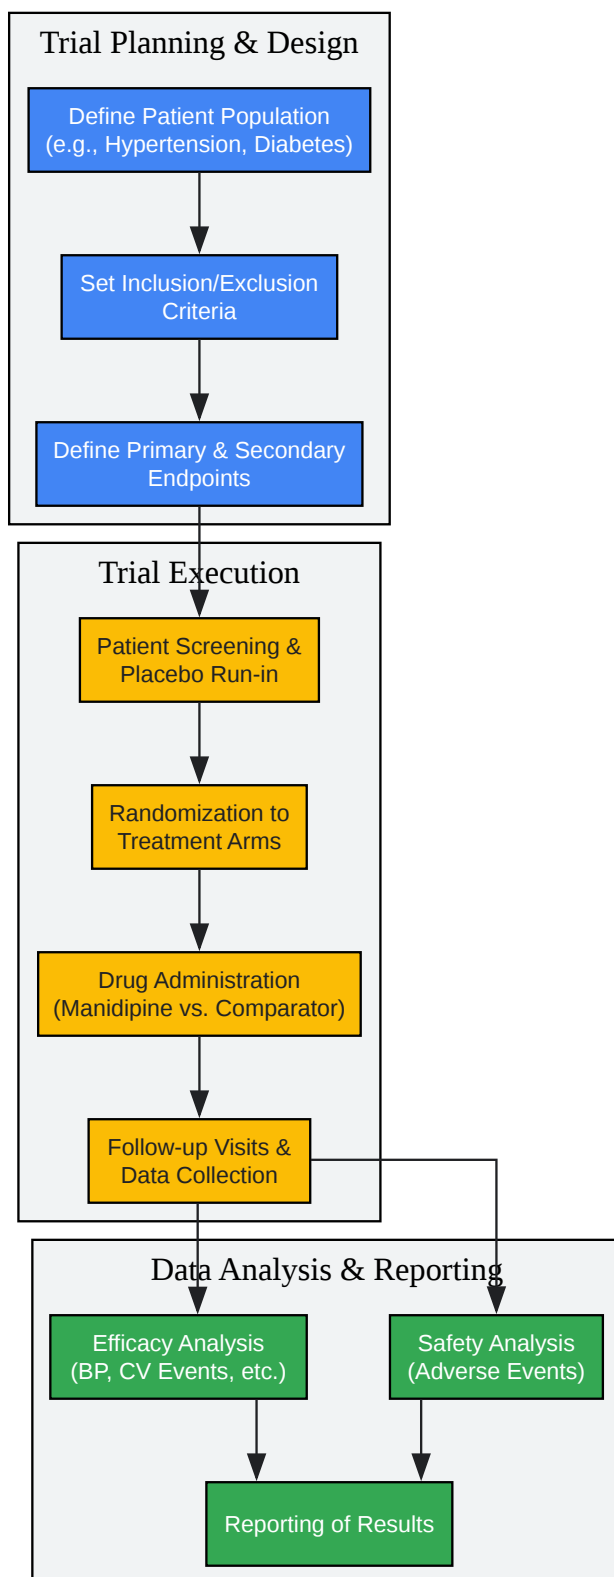 Trial Planning & Design
Define Patient Population
(e.g., Hypertension, Diabetes)
Set Inclusion/Exclusion
Criteria
Define Primary & Secondary
Endpoints
Trial Execution
Patient Screening &
Placebo Run-in
Randomization to
Treatment Arms
Drug Administration
(Manidipine vs. Comparator)
Follow-up Visits &
Data Collection
Data Analysis & Reporting
Efficacy Analysis
(BP, CV Events, etc.)
Safety Analysis
(Adverse Events)
Reporting of Results